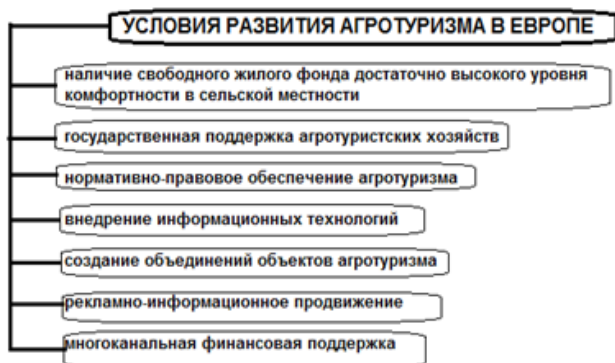 УСЛОВИЯ РАЗВИТИЯ АГРОТУРИЗМА В ЕВРОПЕ
наличие свободного жилого фонда достаточно высокого уровня
комфортности в сельской местности
государственная поддержка агротуристских хозяйств
нормативно-правовое обеспечение агротуризма
внедрение информационных технологий
создание объединений объектов агротуризма
рекламно-информационное продвижение
многоканальная финансовая поддержка